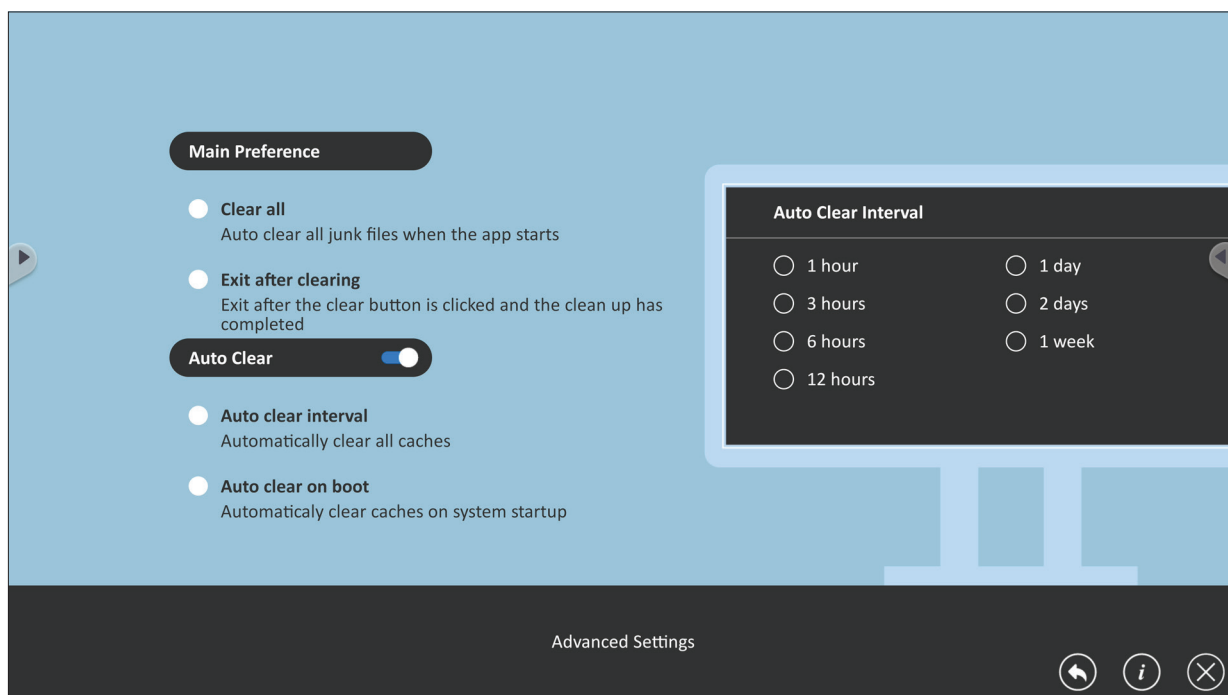 Main Preference
Clear all
Auto clear all junk files when the app starts
Exit after clearing
Exit after the clear button is clicked and the clean up has
completed
Auto Clear
Auto clear interval
Automatically clear all caches
Auto clear on boot
Automaticaly clear caches on system startup
Auto Clear Interval
1 hour
1 day
3 hours
2 days
6 hours
1 week
12 hours
Advanced Settings
i